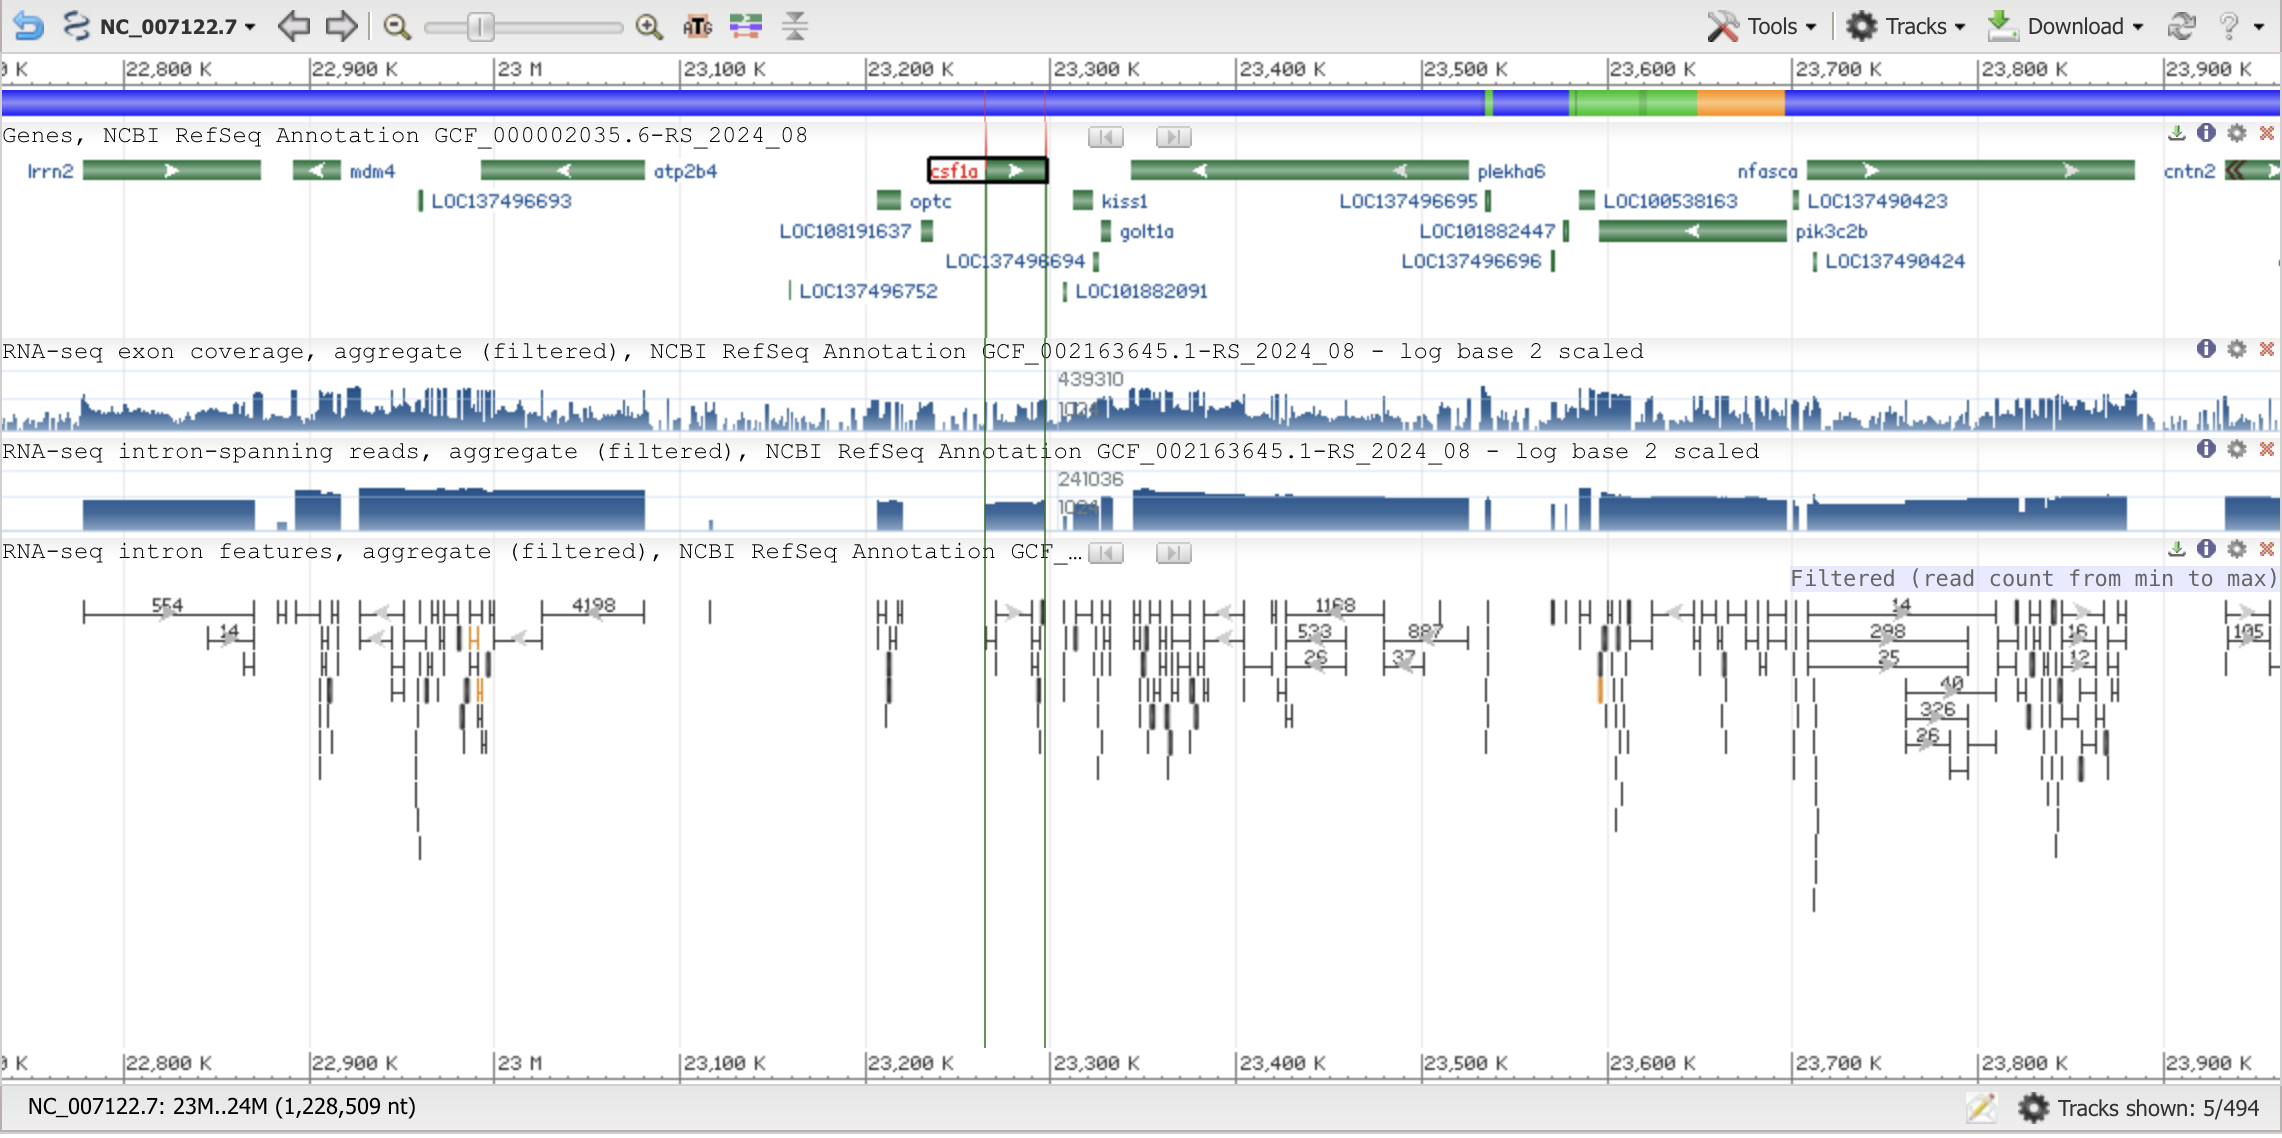 NC_007122.7 ATG Tools Tracks Download ?
0 K 22,800 K 22,900 K 23 M 23,100 K 23,200 K 23,300 K 23,400 K 23,500 K 23,600 K 23,700 K 23,800 K 23,900 K
Genes, NCBI RefSeq Annotation GCF_000002035.6-RS_2024_08
lrrn2 mdm4 atp2b4 csf1a plekha6 nfasca cntn2
LOC137496693 optc kiss1 LOC137496695 LOC100538163 LOC137490423
LOC108191637 golt1a LOC101882447 pik3c2b
LOC137496694 LOC137496696 LOC137490424
LOC137496752 LOC101882091
RNA-seq exon coverage, aggregate (filtered), NCBI RefSeq Annotation GCF_002163645.1-RS_2024_08 - log base 2 scaled
439310
1024
RNA-seq intron-spanning reads, aggregate (filtered), NCBI RefSeq Annotation GCF_002163645.1-RS_2024_08 - log base 2 scaled
241036
1024
RNA-seq intron features, aggregate (filtered), NCBI RefSeq Annotation GCF_…
Filtered (read count from min to max)
554 4198 1168 14
14 533 887 298 16 105
26 37 35 12
40
326
26
0 K 22,800 K 22,900 K 23 M 23,100 K 23,200 K 23,300 K 23,400 K 23,500 K 23,600 K 23,700 K 23,800 K 23,900 K
NC_007122.7: 23M..24M (1,228,509 nt) Tracks shown: 5/494